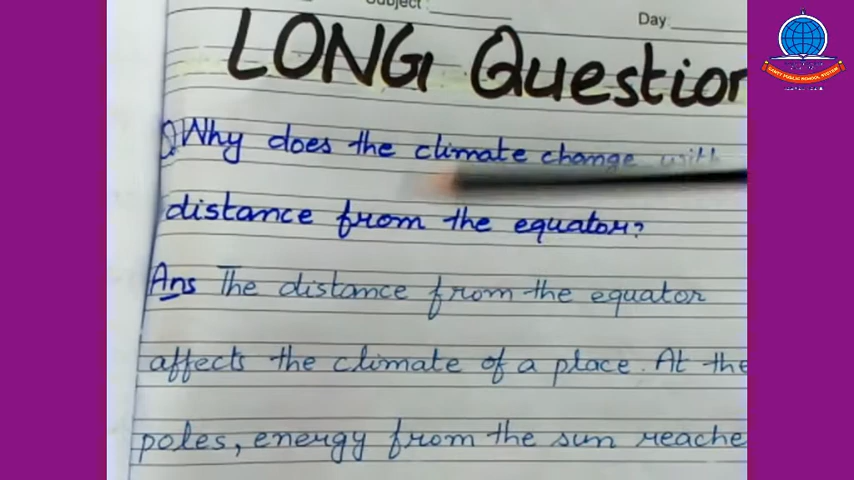 Subject:
Day:
LONG Question
Q) Why does the climate change with
distance from the equator?
Ans The distance from the equator
affects the climate of a place. At the
poles, energy from the sun reache